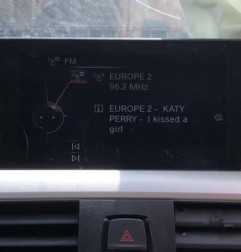 FM
EUROPE 2
96.2 MHz
EUROPE 2 - KATY
PERRY - I kissed a
girl